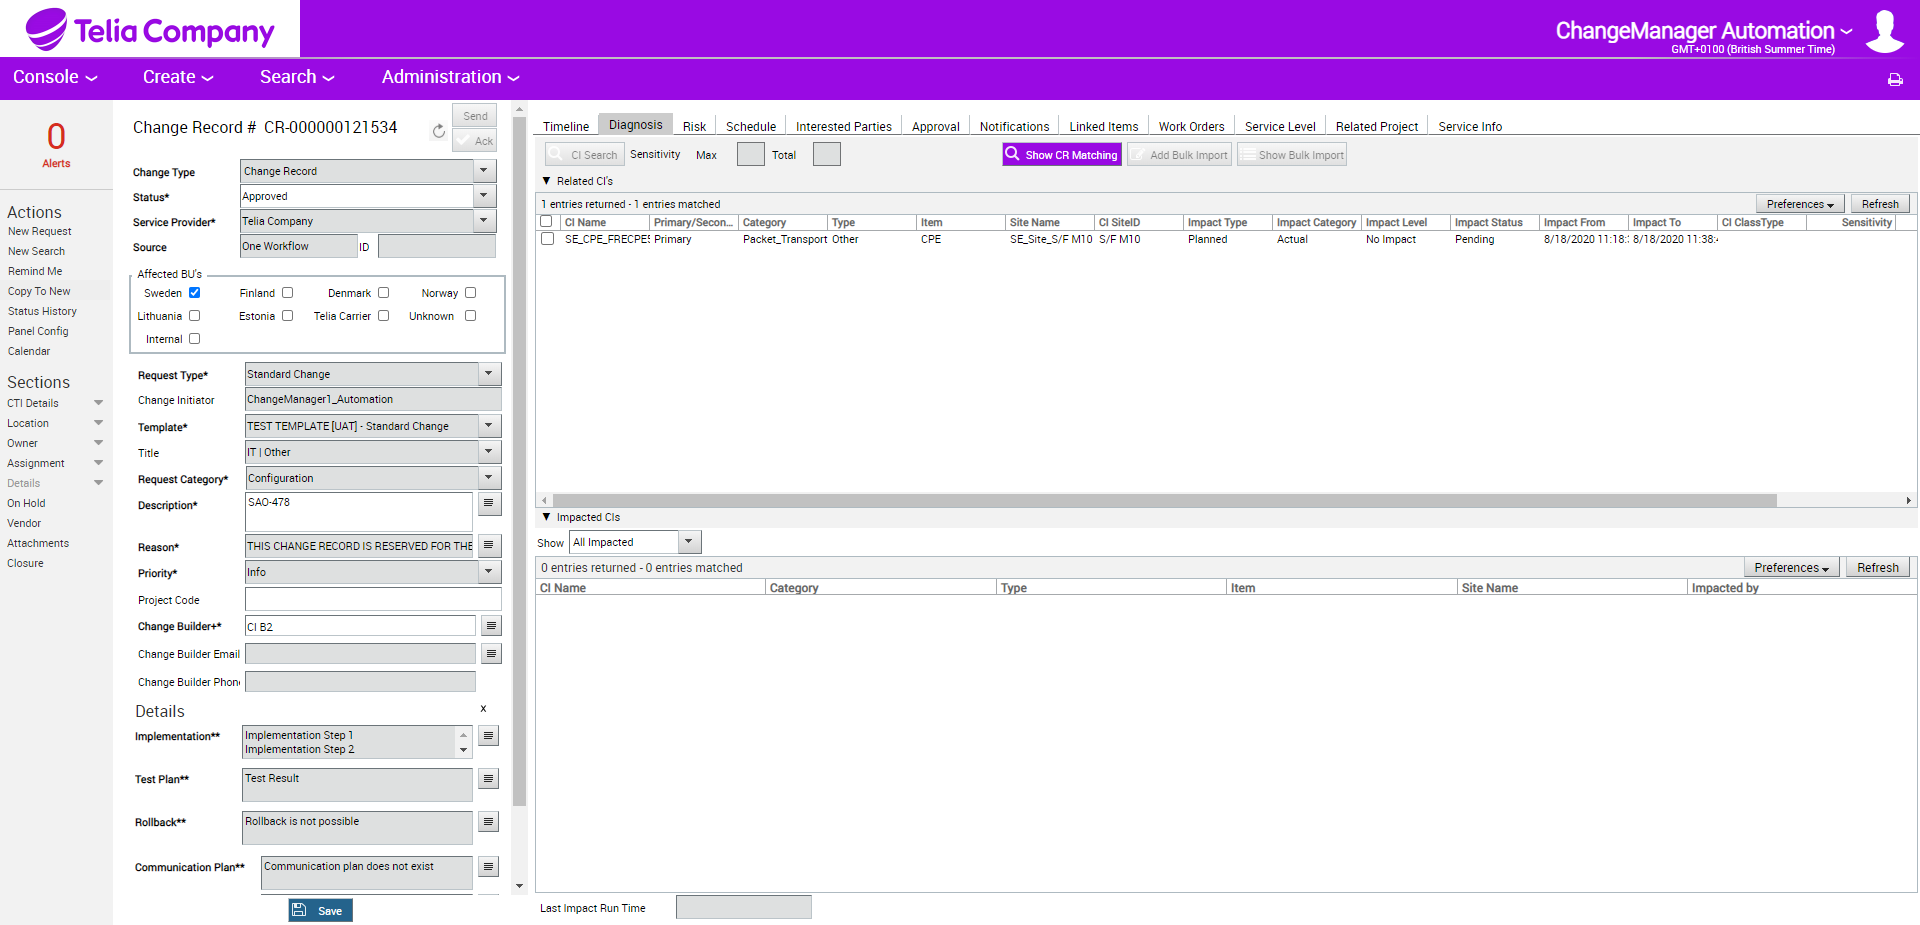 Telia Company
ChangeManager Automation
GMT+0100 (British Summer Time)
Console
Create
Search
Administration
0
Alerts
Actions
New Request
New Search
Remind Me
Copy To New
Status History
Panel Config
Calendar
Sections
CTI Details
Location
Owner
Assignment
Details
On Hold
Vendor
Attachments
Closure
Change Record # CR-000000121534
Send
Ack
Change Type Change Record
Status* Approved
Service Provider* Telia Company
Source One Workflow ID
Affected BU's
Sweden Finland Denmark Norway
Lithuania Estonia Telia Carrier Unknown
Internal
Request Type* Standard Change
Change Initiator ChangeManager1_Automation
Template* TEST TEMPLATE [UAT] - Standard Change
Title IT | Other
Request Category* Configuration
Description* SAO-478
Reason* THIS CHANGE RECORD IS RESERVED FOR THE
Priority* Info
Project Code
Change Builder+* CI B2
Change Builder Email
Change Builder Phone
Details x
Implementation** Implementation Step 1
Implementation Step 2
Test Plan** Test Result
Rollback** Rollback is not possible
Communication Plan** Communication plan does not exist
Save
Timeline Diagnosis Risk Schedule Interested Parties Approval Notifications Linked Items Work Orders Service Level Related Project Service Info
CI Search Sensitivity Max Total Show CR Matching Add Bulk Import Show Bulk Import
Related CI's
1 entries returned - 1 entries matched Preferences Refresh
CI Name Primary/Secon... Category Type Item Site Name CI SiteID Impact Type Impact Category Impact Level Impact Status Impact From Impact To CI ClassType Sensitivity
SE_CPE_FRECPE Primary Packet_Transport Other CPE SE_Site_S/F M10 S/F M10 Planned Actual No Impact Pending 8/18/2020 11:18: 8/18/2020 11:38:
Impacted CIs
Show All Impacted
0 entries returned - 0 entries matched Preferences Refresh
CI Name Category Type Item Site Name Impacted by
Last Impact Run Time